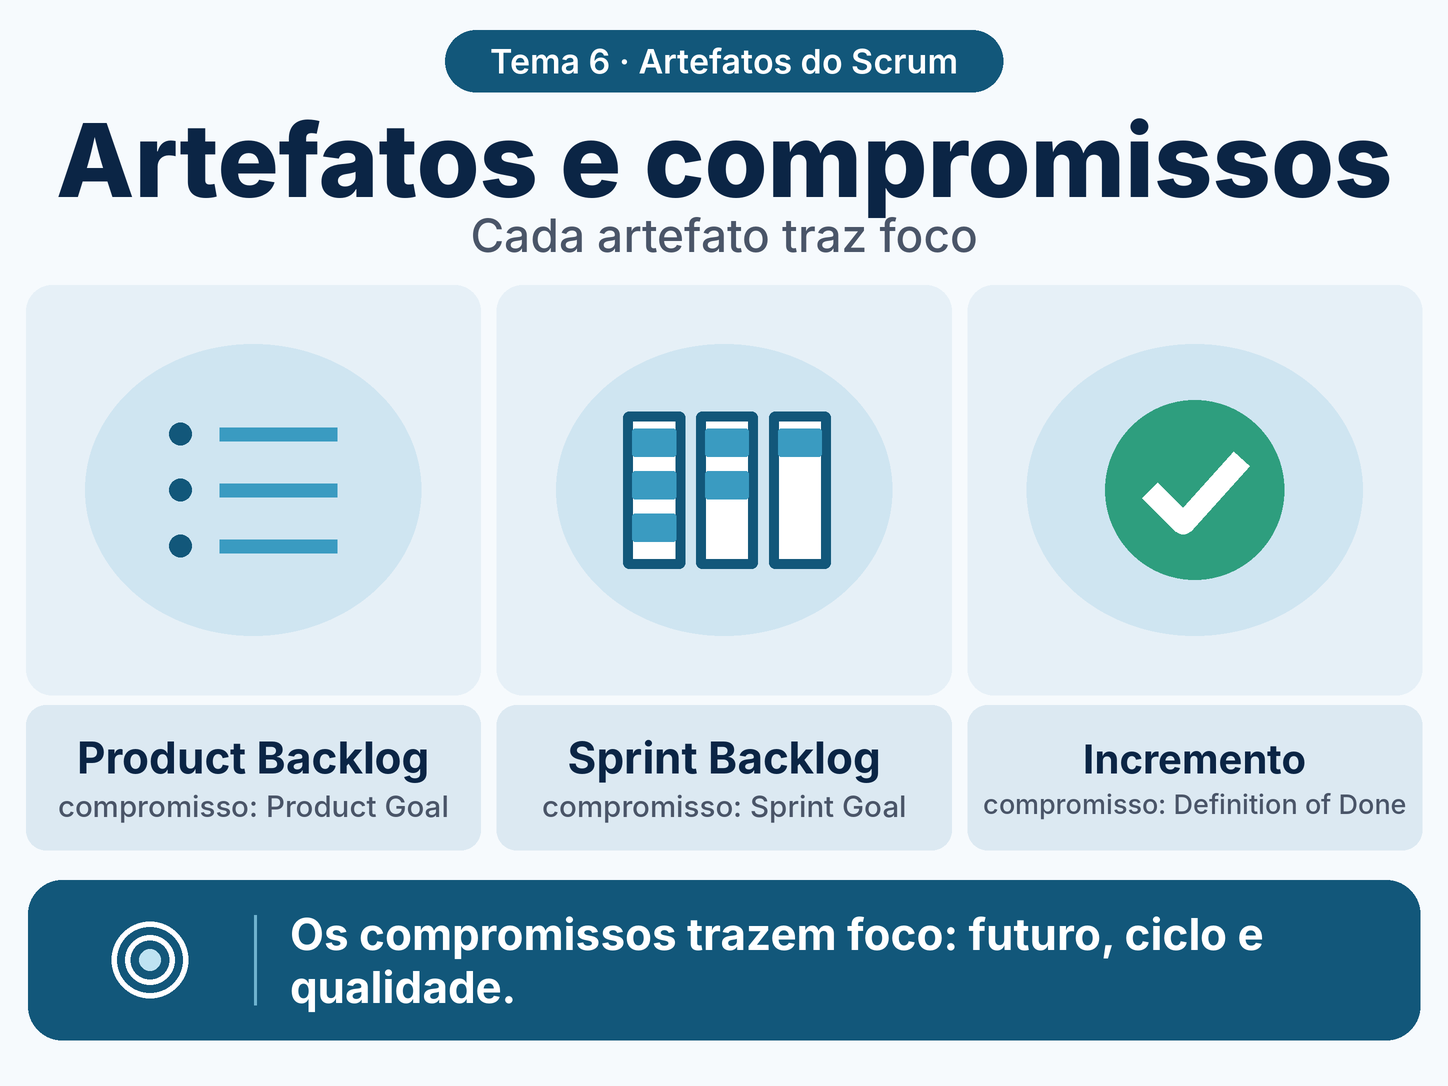 Tema 6 · Artefatos do Scrum
Artefatos e compromissos
Cada artefato traz foco
Product Backlog
compromisso: Product Goal
Sprint Backlog
compromisso: Sprint Goal
Incremento
compromisso: Definition of Done
Os compromissos trazem foco: futuro, ciclo e
qualidade.